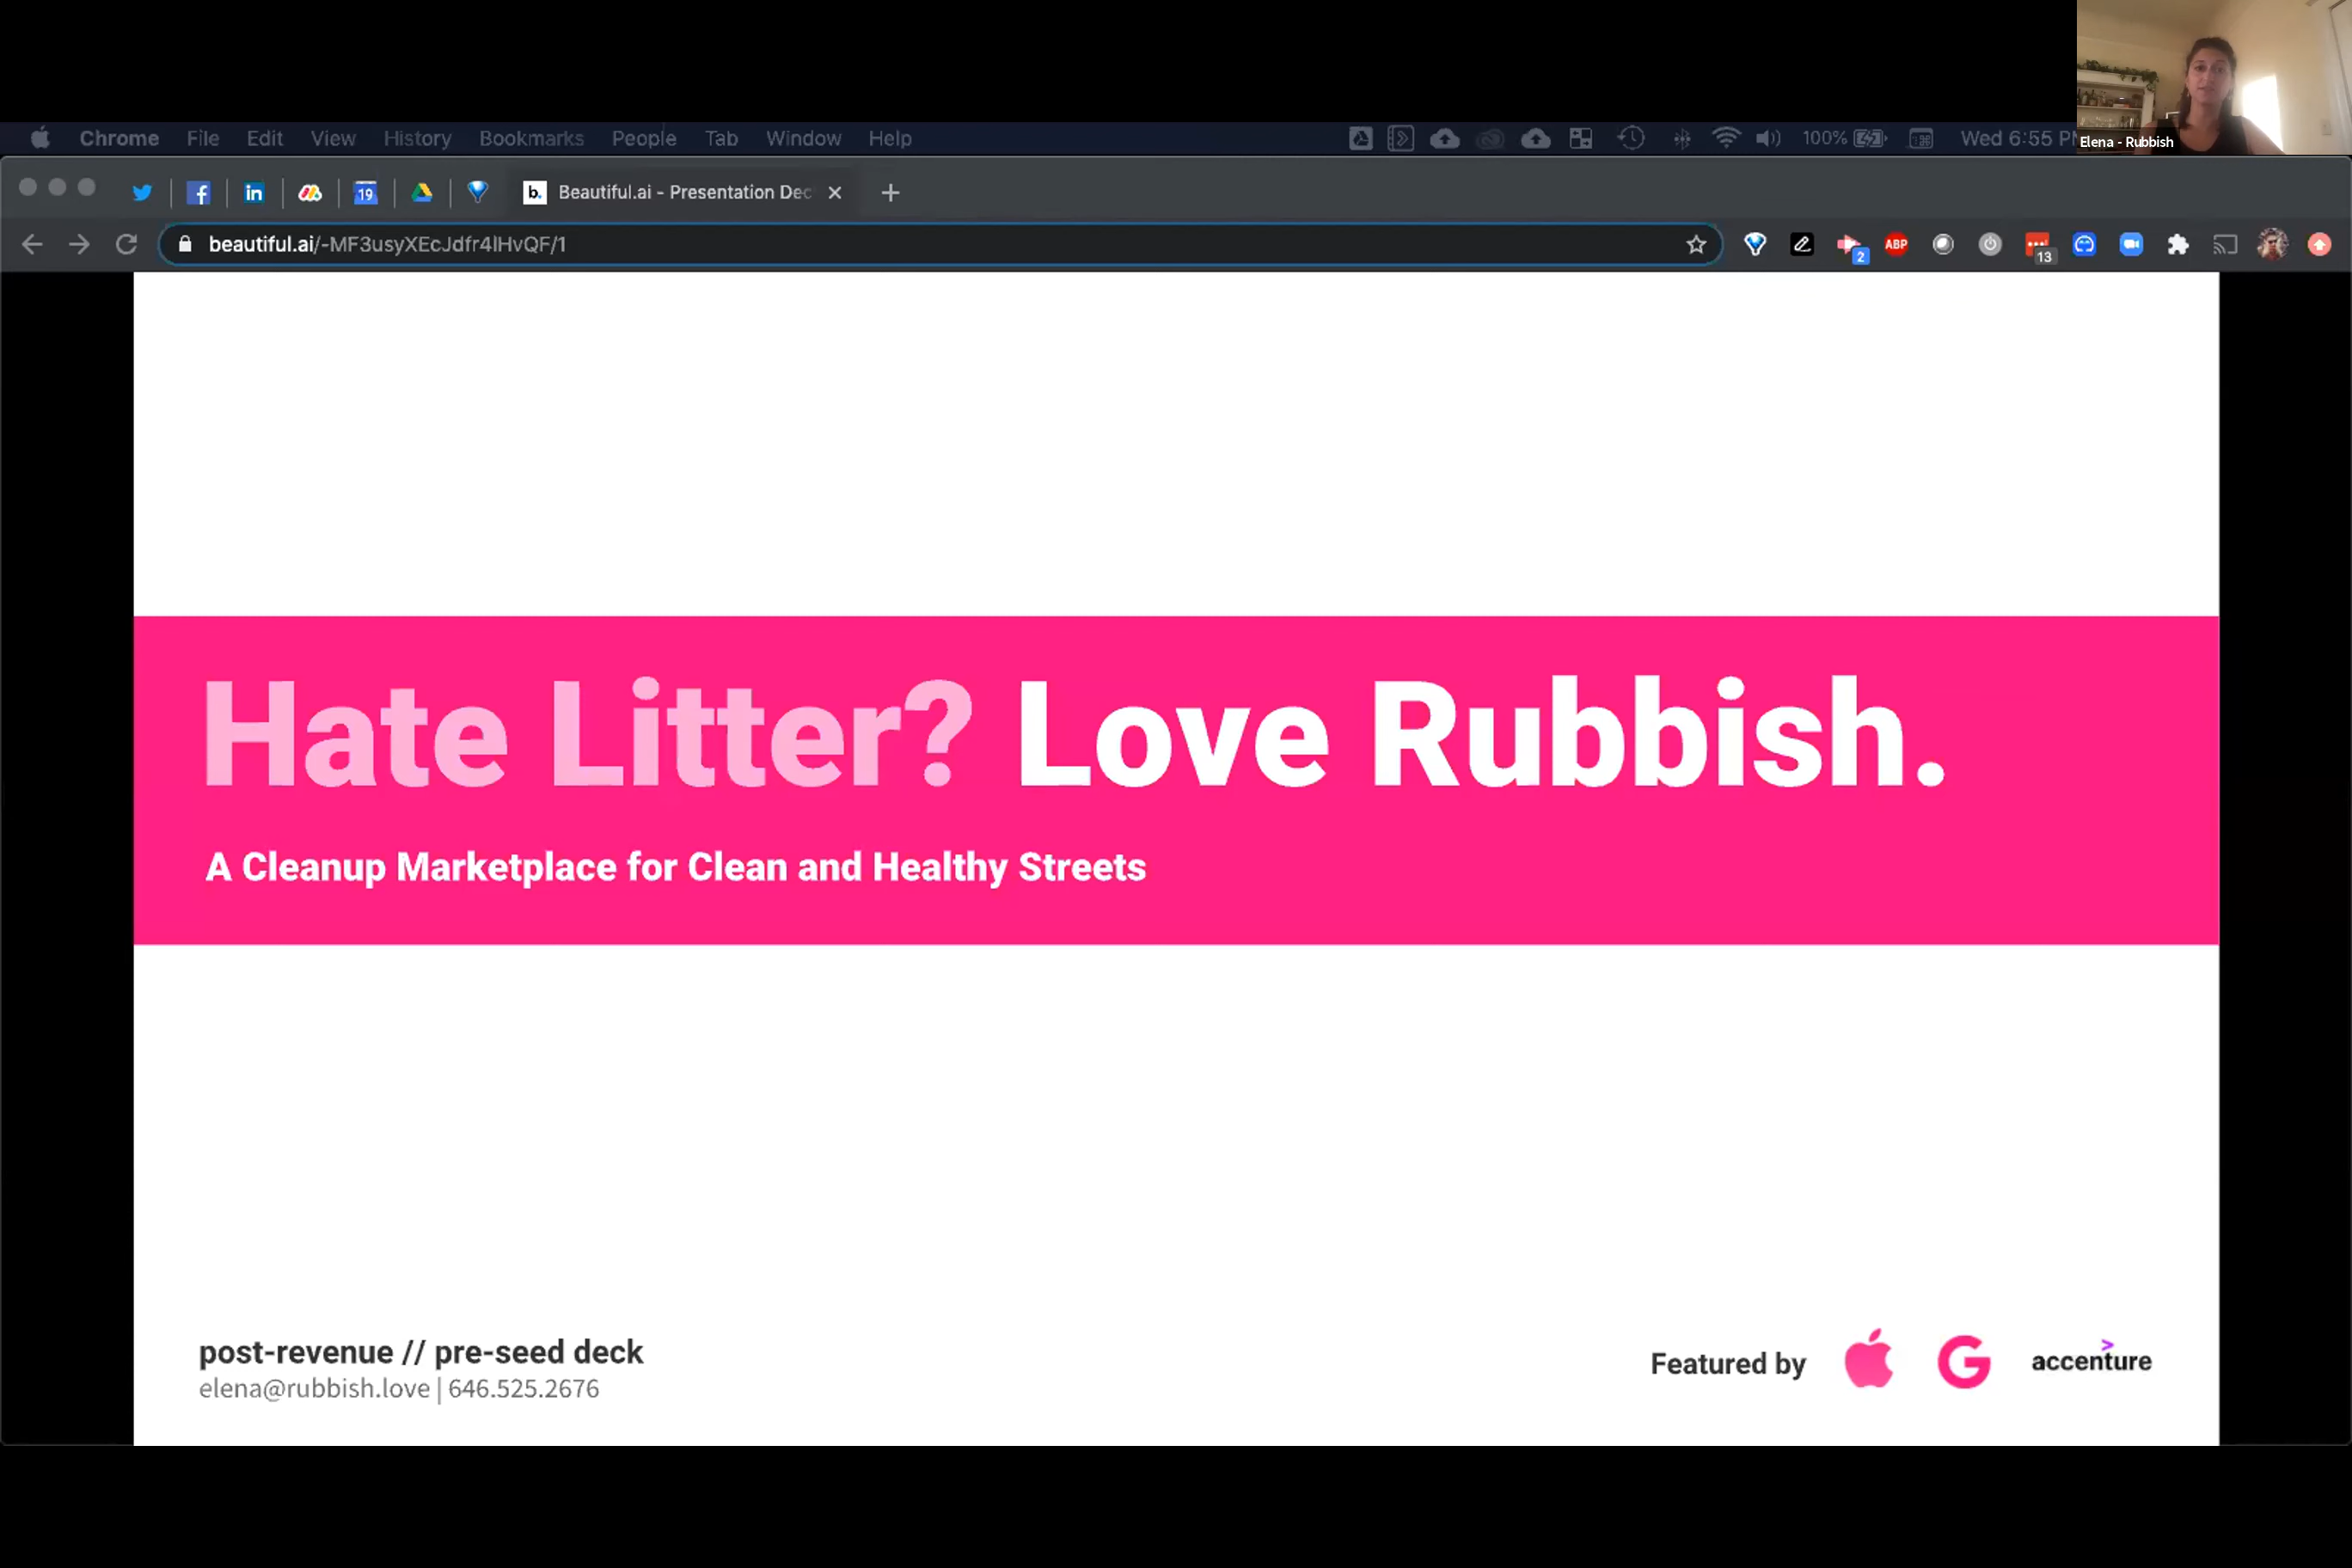 Elena - Rubbish
Chrome File Edit View History Bookmarks People Tab Window Help 100% Wed 6:55 P
19 b. Beautiful.ai - Presentation Dec
beautiful.ai/-MF3usyXEcJdfr4lHvQF/1 2 ABP 13
Hate Litter? Love Rubbish.
A Cleanup Marketplace for Clean and Healthy Streets
post-revenue // pre-seed deck
elena@rubbish.love | 646.525.2676
Featured by G accenture